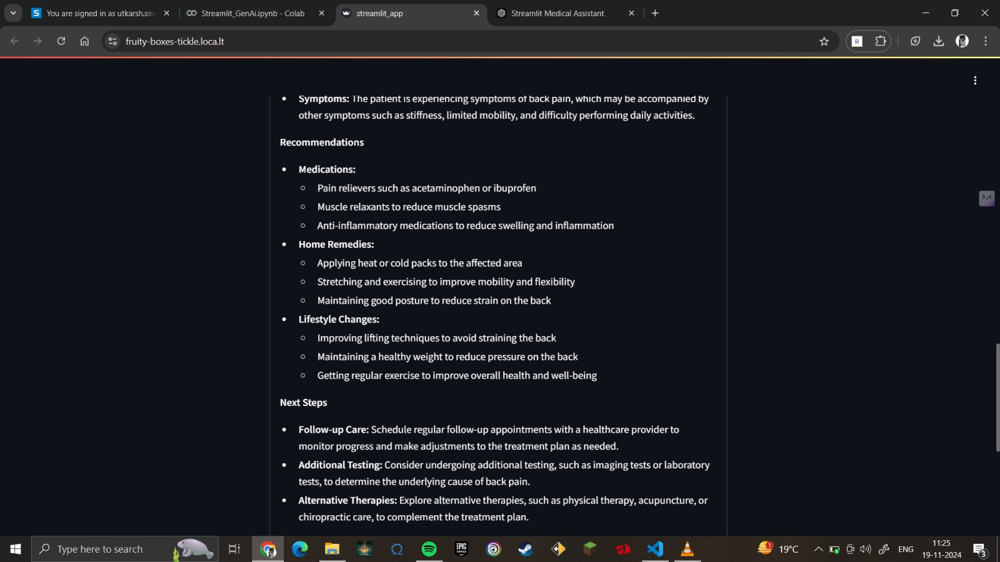 You are signed in as utkarsh.sin
Streamlit_GenAi.ipynb - Colab
streamlit_app
Streamlit Medical Assistant
fruity-boxes-tickle.loca.lt
B
• Symptoms: The patient is experiencing symptoms of back pain, which may be accompanied by
other symptoms such as stiffness, limited mobility, and difficulty performing daily activities.
Recommendations
• Medications:
○ Pain relievers such as acetaminophen or ibuprofen
○ Muscle relaxants to reduce muscle spasms
○ Anti-inflammatory medications to reduce swelling and inflammation
• Home Remedies:
○ Applying heat or cold packs to the affected area
○ Stretching and exercising to improve mobility and flexibility
○ Maintaining good posture to reduce strain on the back
• Lifestyle Changes:
○ Improving lifting techniques to avoid straining the back
○ Maintaining a healthy weight to reduce pressure on the back
○ Getting regular exercise to improve overall health and well-being
Next Steps
• Follow-up Care: Schedule regular follow-up appointments with a healthcare provider to
monitor progress and make adjustments to the treatment plan as needed.
• Additional Testing: Consider undergoing additional testing, such as imaging tests or laboratory
tests, to determine the underlying cause of back pain.
• Alternative Therapies: Explore alternative therapies, such as physical therapy, acupuncture, or
chiropractic care, to complement the treatment plan.
Type here to search
EPIC GAMES
1
19°C
ENG
11:25
19-11-2024
3